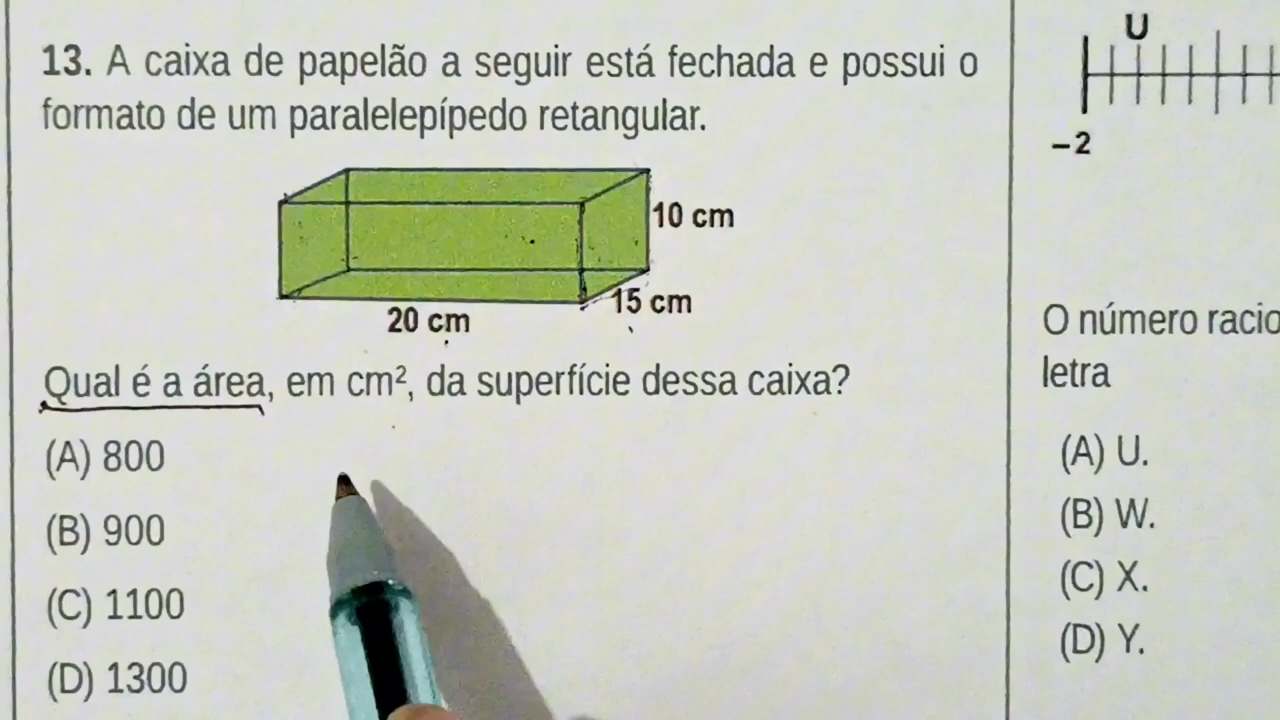 13. A caixa de papelão a seguir está fechada e possui o
formato de um paralelepípedo retangular.
10 cm
15 cm
20 cm
Qual é a área, em cm², da superfície dessa caixa?
(A) 800
(B) 900
(C) 1100
(D) 1300
U
–2
O número racio
letra
(A) U.
(B) W.
(C) X.
(D) Y.